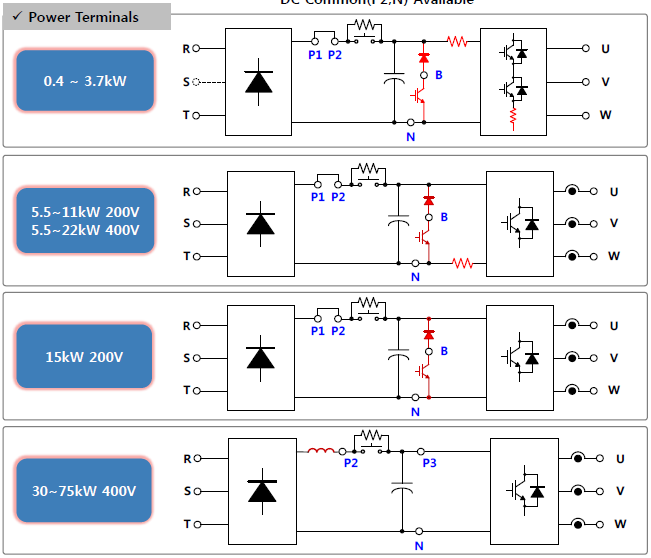 DC Common(P2,N) Available
✓ Power Terminals
0.4 ~ 3.7kW
R
S
T
P1 P2
B
N
U
V
W
5.5~11kW 200V
5.5~22kW 400V
R
S
T
P1 P2
B
N
U
V
W
15kW 200V
R
S
T
P1 P2
B
N
U
V
W
30~75kW 400V
R
S
T
P2
P3
N
U
V
W